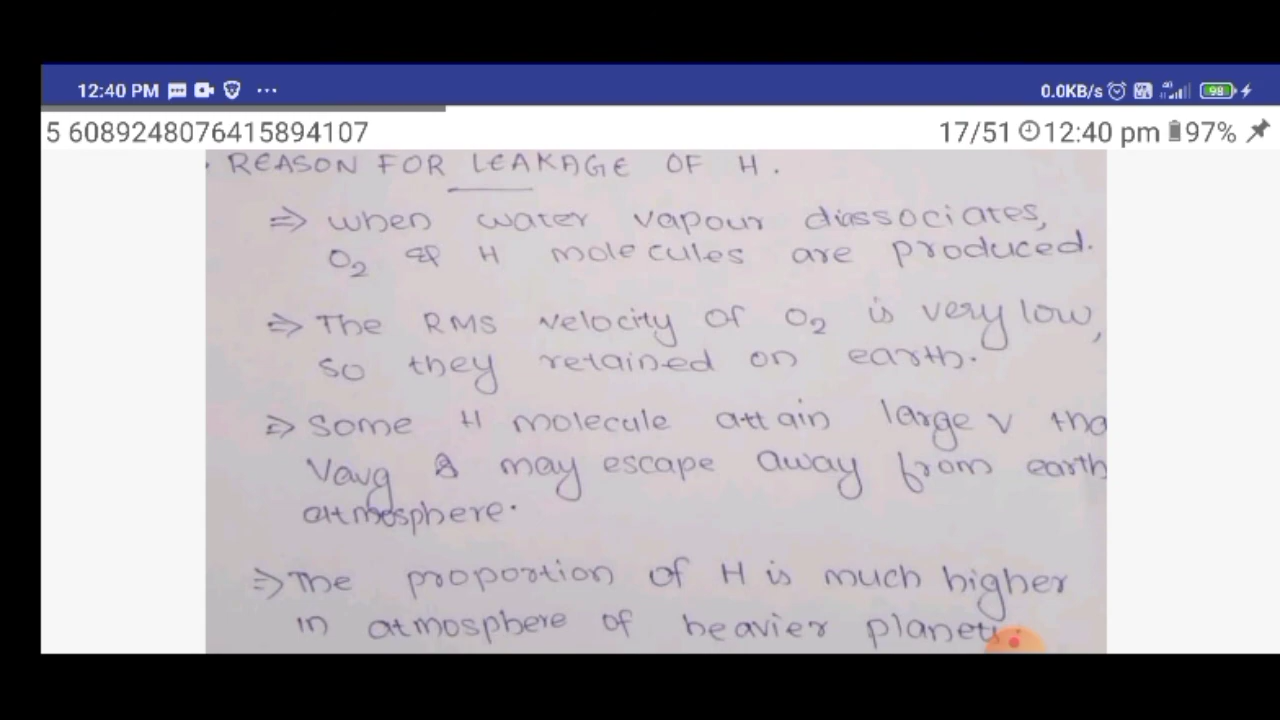 12:40 PM ...
0.0KB/s 4G 98
5 6089248076415894107
17/51 12:40 pm 97%
. REASON FOR LEAKAGE OF H.
⇒ when water vapour diassociates,
O2 & H molecules are produced.
⇒ The RMS velocity of O2 is very low,
so they retained on earth.
⇒ Some H molecule attain large v tha
Vavg & may escape away from earth
atmosphere.
⇒ The proportion of H is much higher
in atmosphere of heavier planets